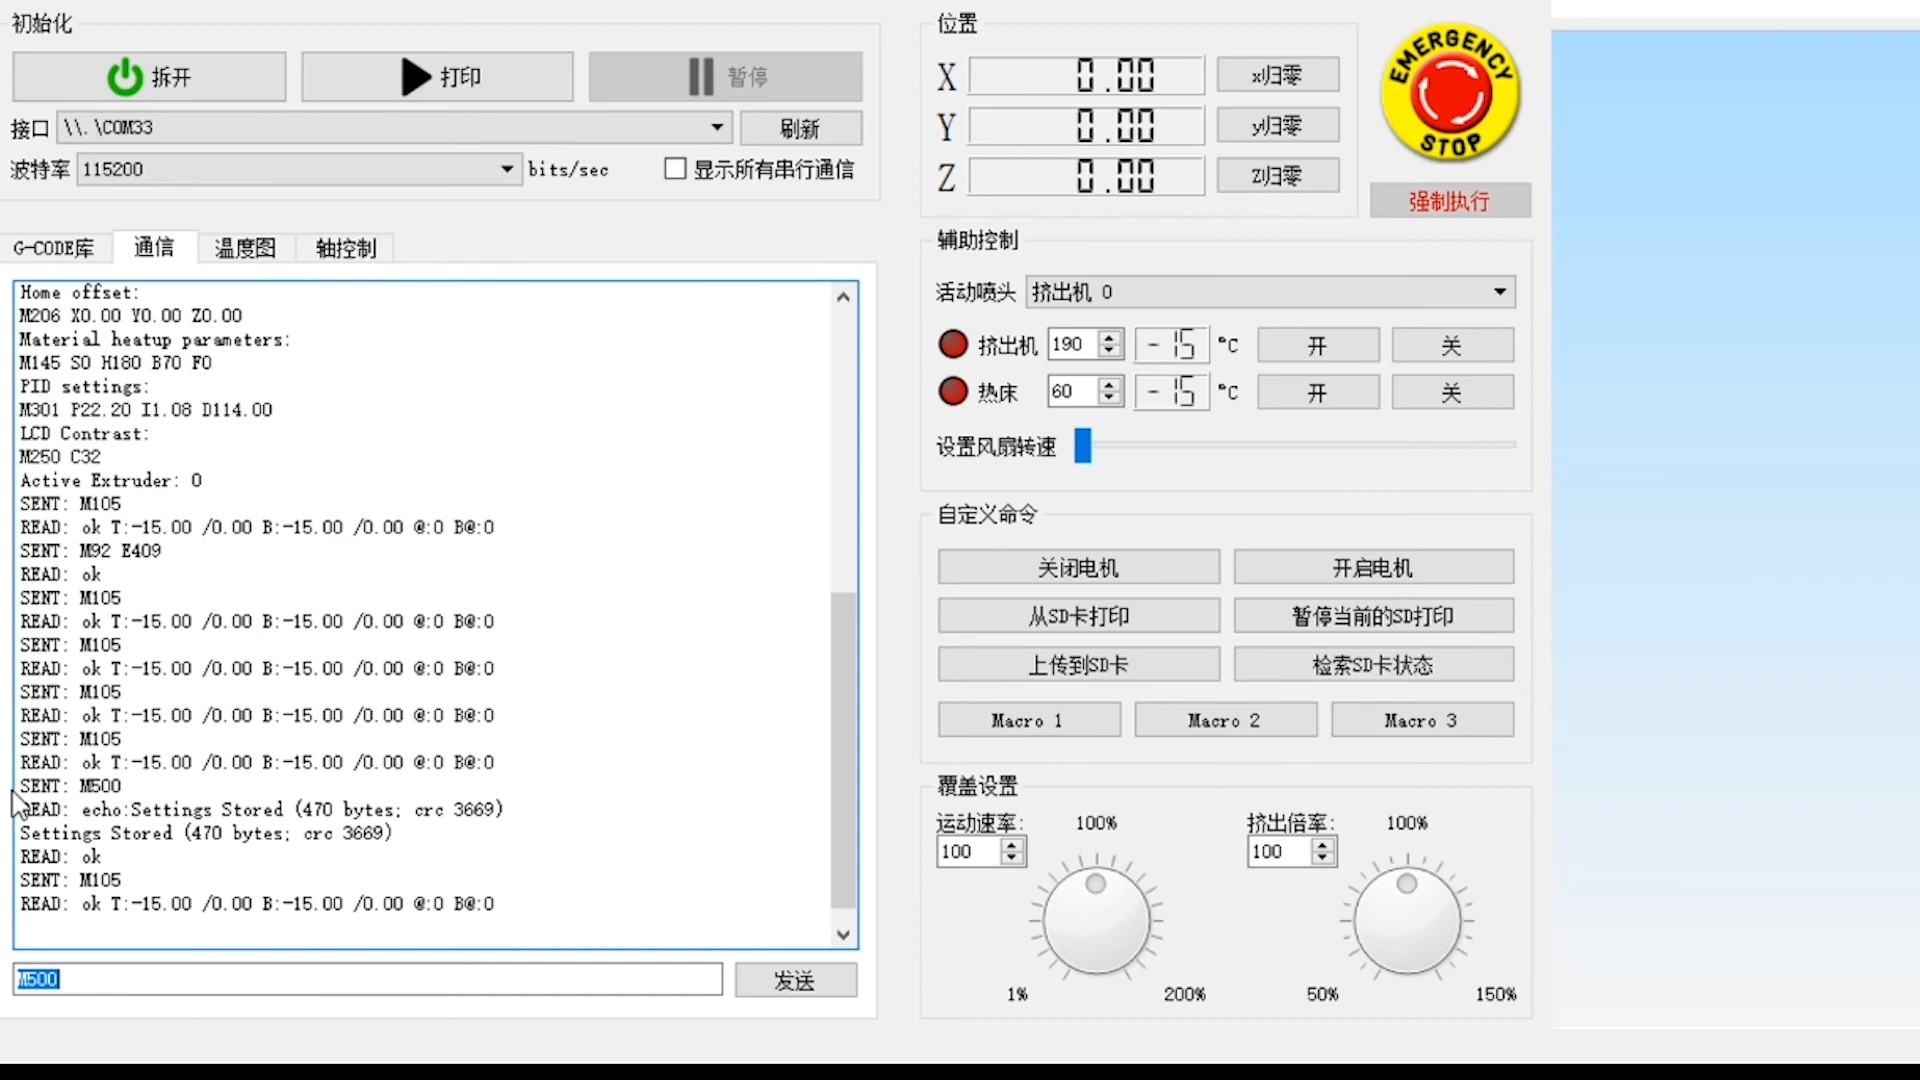 初始化
拆开
打印
暂停
接口 \\.\COM33 刷新
波特率 115200 bits/sec 显示所有串行通信
G-CODE库 通信 温度图 轴控制
Home offset:
M206 X0.00 Y0.00 Z0.00
Material heatup parameters:
M145 S0 H180 B70 F0
PID settings:
M301 P22.20 I1.08 D114.00
LCD Contrast:
M250 C32
Active Extruder: 0
SENT: M105
READ: ok T:-15.00 /0.00 B:-15.00 /0.00 @:0 B@:0
SENT: M92 E409
READ: ok
SENT: M105
READ: ok T:-15.00 /0.00 B:-15.00 /0.00 @:0 B@:0
SENT: M105
READ: ok T:-15.00 /0.00 B:-15.00 /0.00 @:0 B@:0
SENT: M105
READ: ok T:-15.00 /0.00 B:-15.00 /0.00 @:0 B@:0
SENT: M105
READ: ok T:-15.00 /0.00 B:-15.00 /0.00 @:0 B@:0
SENT: M500
READ: echo:Settings Stored (470 bytes; crc 3669)
Settings Stored (470 bytes; crc 3669)
READ: ok
SENT: M105
READ: ok T:-15.00 /0.00 B:-15.00 /0.00 @:0 B@:0
M500 发送
位置
X 0.00 x归零
Y 0.00 y归零
Z 0.00 Z归零
EMERGENCY
STOP
强制执行
辅助控制
活动喷头 挤出机 0
挤出机 190 -15 °C 开 关
热床 60 -15 °C 开 关
设置风扇转速
自定义命令
关闭电机 开启电机
从SD卡打印 暂停当前的SD打印
上传到SD卡 检索SD卡状态
Macro 1 Macro 2 Macro 3
覆盖设置
运动速率: 100% 挤出倍率: 100%
100 100
1% 200% 50% 150%